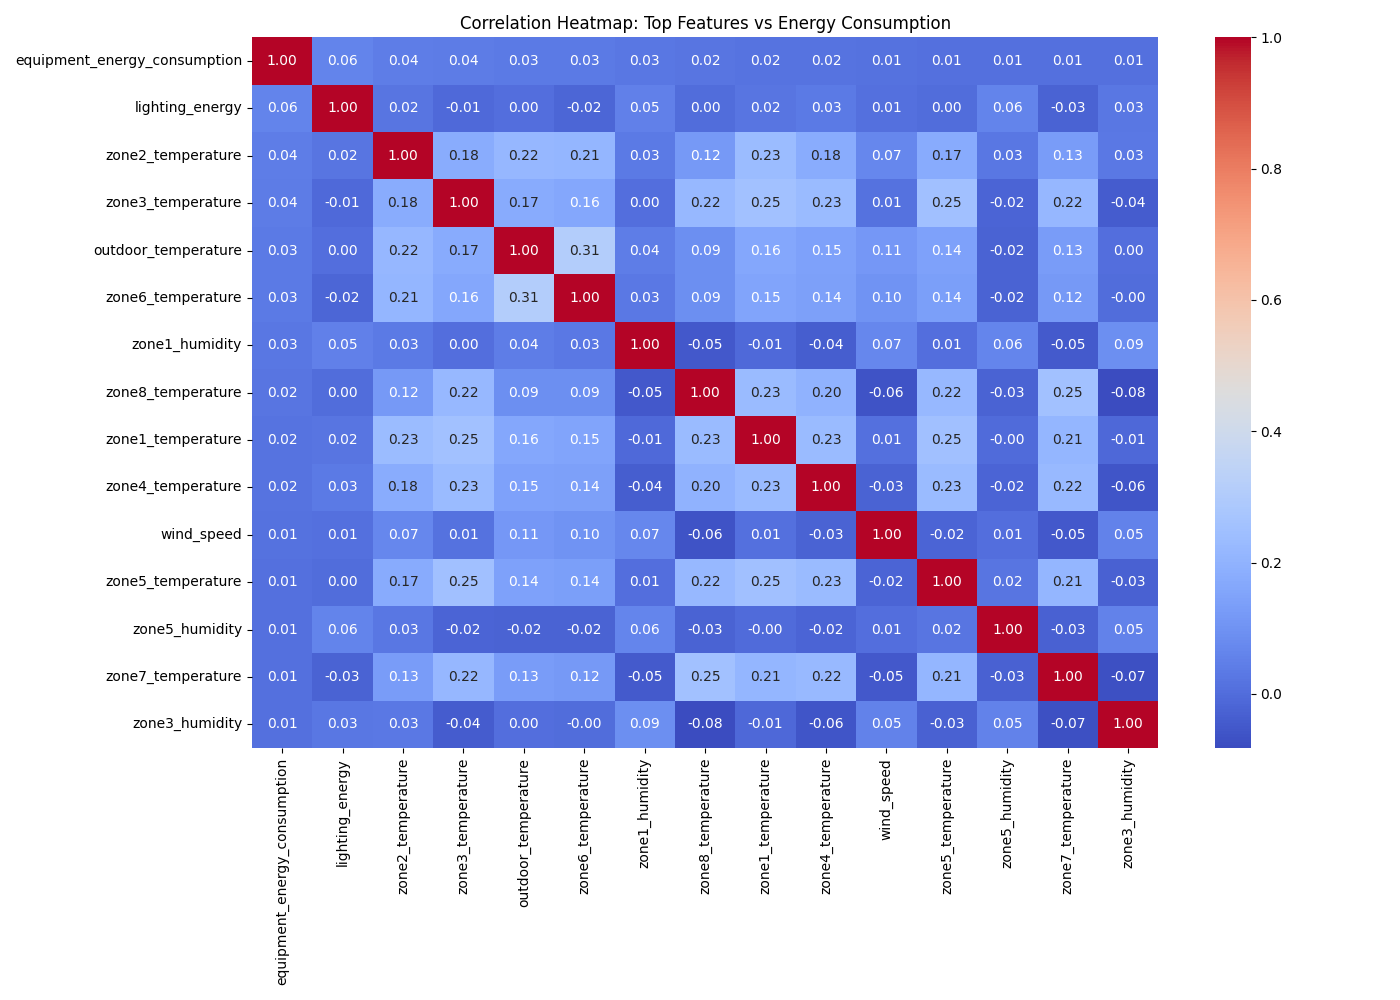 Correlation Heatmap: Top Features vs Energy Consumption
equipment_energy_consumption 1.00 0.06 0.04 0.04 0.03 0.03 0.03 0.02 0.02 0.02 0.01 0.01 0.01 0.01 0.01
lighting_energy 0.06 1.00 0.02 -0.01 0.00 -0.02 0.05 0.00 0.02 0.03 0.01 0.00 0.06 -0.03 0.03
zone2_temperature 0.04 0.02 1.00 0.18 0.22 0.21 0.03 0.12 0.23 0.18 0.07 0.17 0.03 0.13 0.03
zone3_temperature 0.04 -0.01 0.18 1.00 0.17 0.16 0.00 0.22 0.25 0.23 0.01 0.25 -0.02 0.22 -0.04
outdoor_temperature 0.03 0.00 0.22 0.17 1.00 0.31 0.04 0.09 0.16 0.15 0.11 0.14 -0.02 0.13 0.00
zone6_temperature 0.03 -0.02 0.21 0.16 0.31 1.00 0.03 0.09 0.15 0.14 0.10 0.14 -0.02 0.12 -0.00
zone1_humidity 0.03 0.05 0.03 0.00 0.04 0.03 1.00 -0.05 -0.01 -0.04 0.07 0.01 0.06 -0.05 0.09
zone8_temperature 0.02 0.00 0.12 0.22 0.09 0.09 -0.05 1.00 0.23 0.20 -0.06 0.22 -0.03 0.25 -0.08
zone1_temperature 0.02 0.02 0.23 0.25 0.16 0.15 -0.01 0.23 1.00 0.23 0.01 0.25 -0.00 0.21 -0.01
zone4_temperature 0.02 0.03 0.18 0.23 0.15 0.14 -0.04 0.20 0.23 1.00 -0.03 0.23 -0.02 0.22 -0.06
wind_speed 0.01 0.01 0.07 0.01 0.11 0.10 0.07 -0.06 0.01 -0.03 1.00 -0.02 0.01 -0.05 0.05
zone5_temperature 0.01 0.00 0.17 0.25 0.14 0.14 0.01 0.22 0.25 0.23 -0.02 1.00 0.02 0.21 -0.03
zone5_humidity 0.01 0.06 0.03 -0.02 -0.02 -0.02 0.06 -0.03 -0.00 -0.02 0.01 0.02 1.00 -0.03 0.05
zone7_temperature 0.01 -0.03 0.13 0.22 0.13 0.12 -0.05 0.25 0.21 0.22 -0.05 0.21 -0.03 1.00 -0.07
zone3_humidity 0.01 0.03 0.03 -0.04 0.00 -0.00 0.09 -0.08 -0.01 -0.06 0.05 -0.03 0.05 -0.07 1.00
equipment_energy_consumption
lighting_energy
zone2_temperature
zone3_temperature
outdoor_temperature
zone6_temperature
zone1_humidity
zone8_temperature
zone1_temperature
zone4_temperature
wind_speed
zone5_temperature
zone5_humidity
zone7_temperature
zone3_humidity
1.0
0.8
0.6
0.4
0.2
0.0